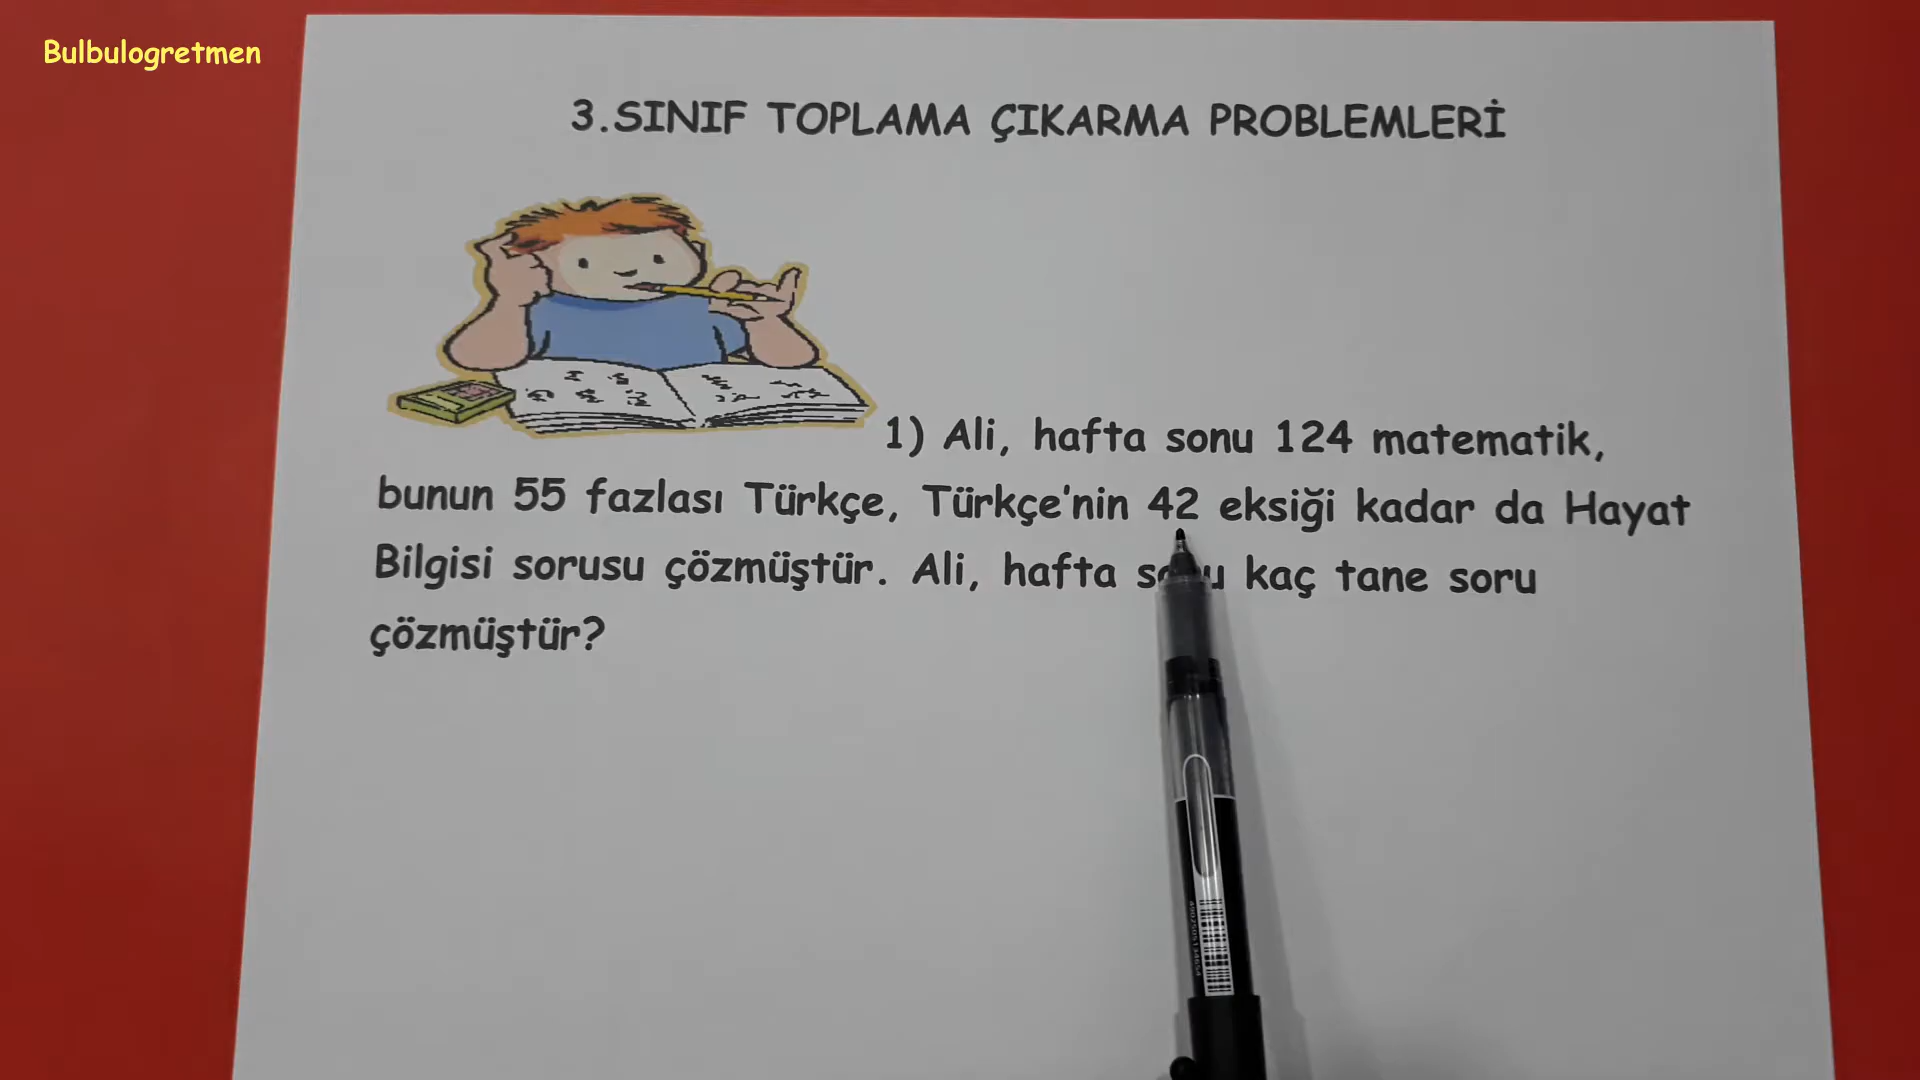 Bulbulogretmen
3.SINIF TOPLAMA ÇIKARMA PROBLEMLERİ
1) Ali, hafta sonu 124 matematik,
bunun 55 fazlası Türkçe, Türkçe'nin 42 eksiği kadar da Hayat
Bilgisi sorusu çözmüştür. Ali, hafta sonu kaç tane soru
çözmüştür?